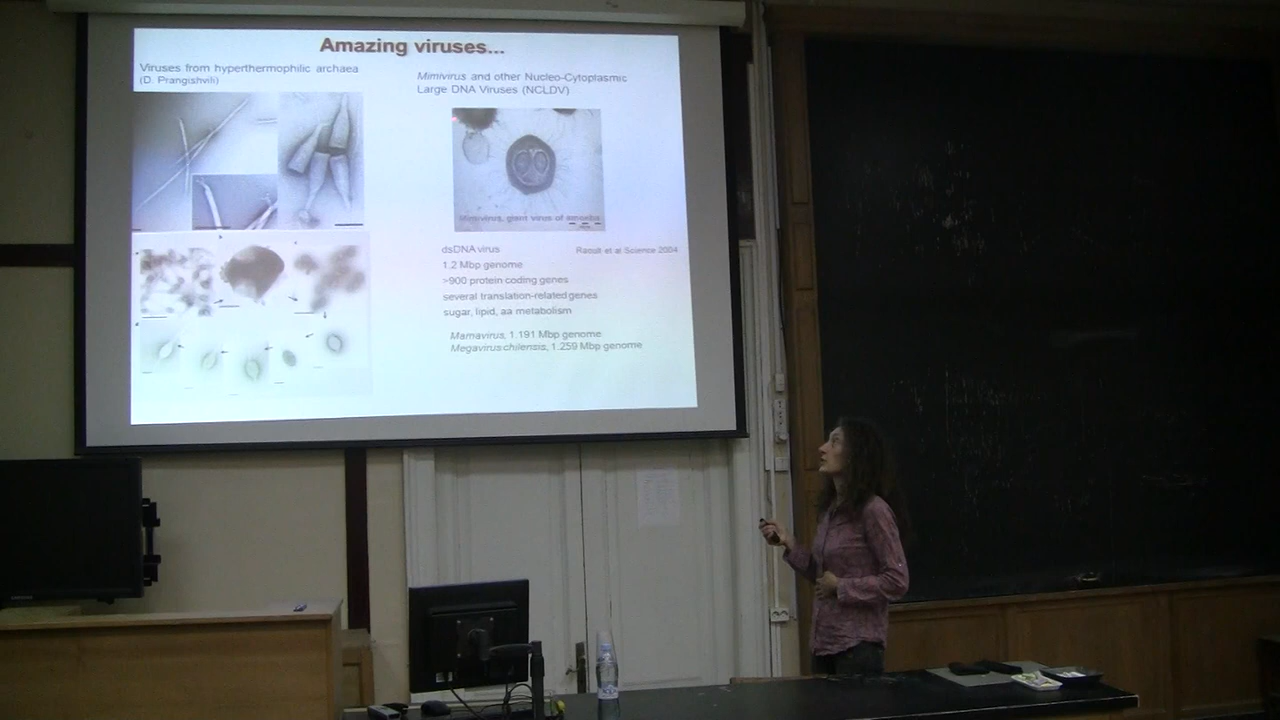 Amazing viruses...
Viruses from hyperthermophilic archaea
(D. Prangishvili)
Mimivirus and other Nucleo-Cytoplasmic
Large DNA Viruses (NCLDV)
Mimivirus, giant virus of amoeba
dsDNA virus
Raoult et al Science 2004
1.2 Mbp genome
>900 protein coding genes
several translation-related genes
sugar, lipid, aa metabolism
Mamavirus, 1.191 Mbp genome
Megavirus chilensis, 1.259 Mbp genome